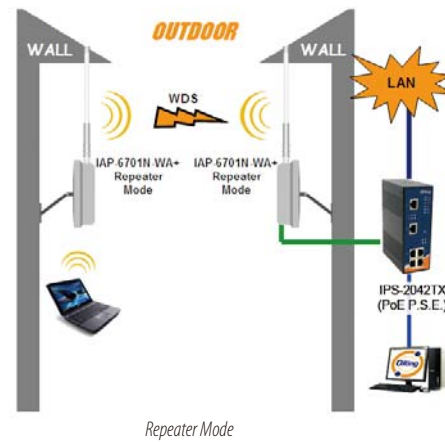 OUTDOOR
WALL
WALL
LAN
WDS
IAP-6701N-WA+
Repeater
Mode
IAP-6701N-WA+
Repeater
Mode
IPS-2042TX
(PoE P.S.E.)
ORing
Repeater Mode